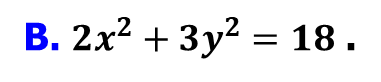 B. 2x² + 3y² = 18 .